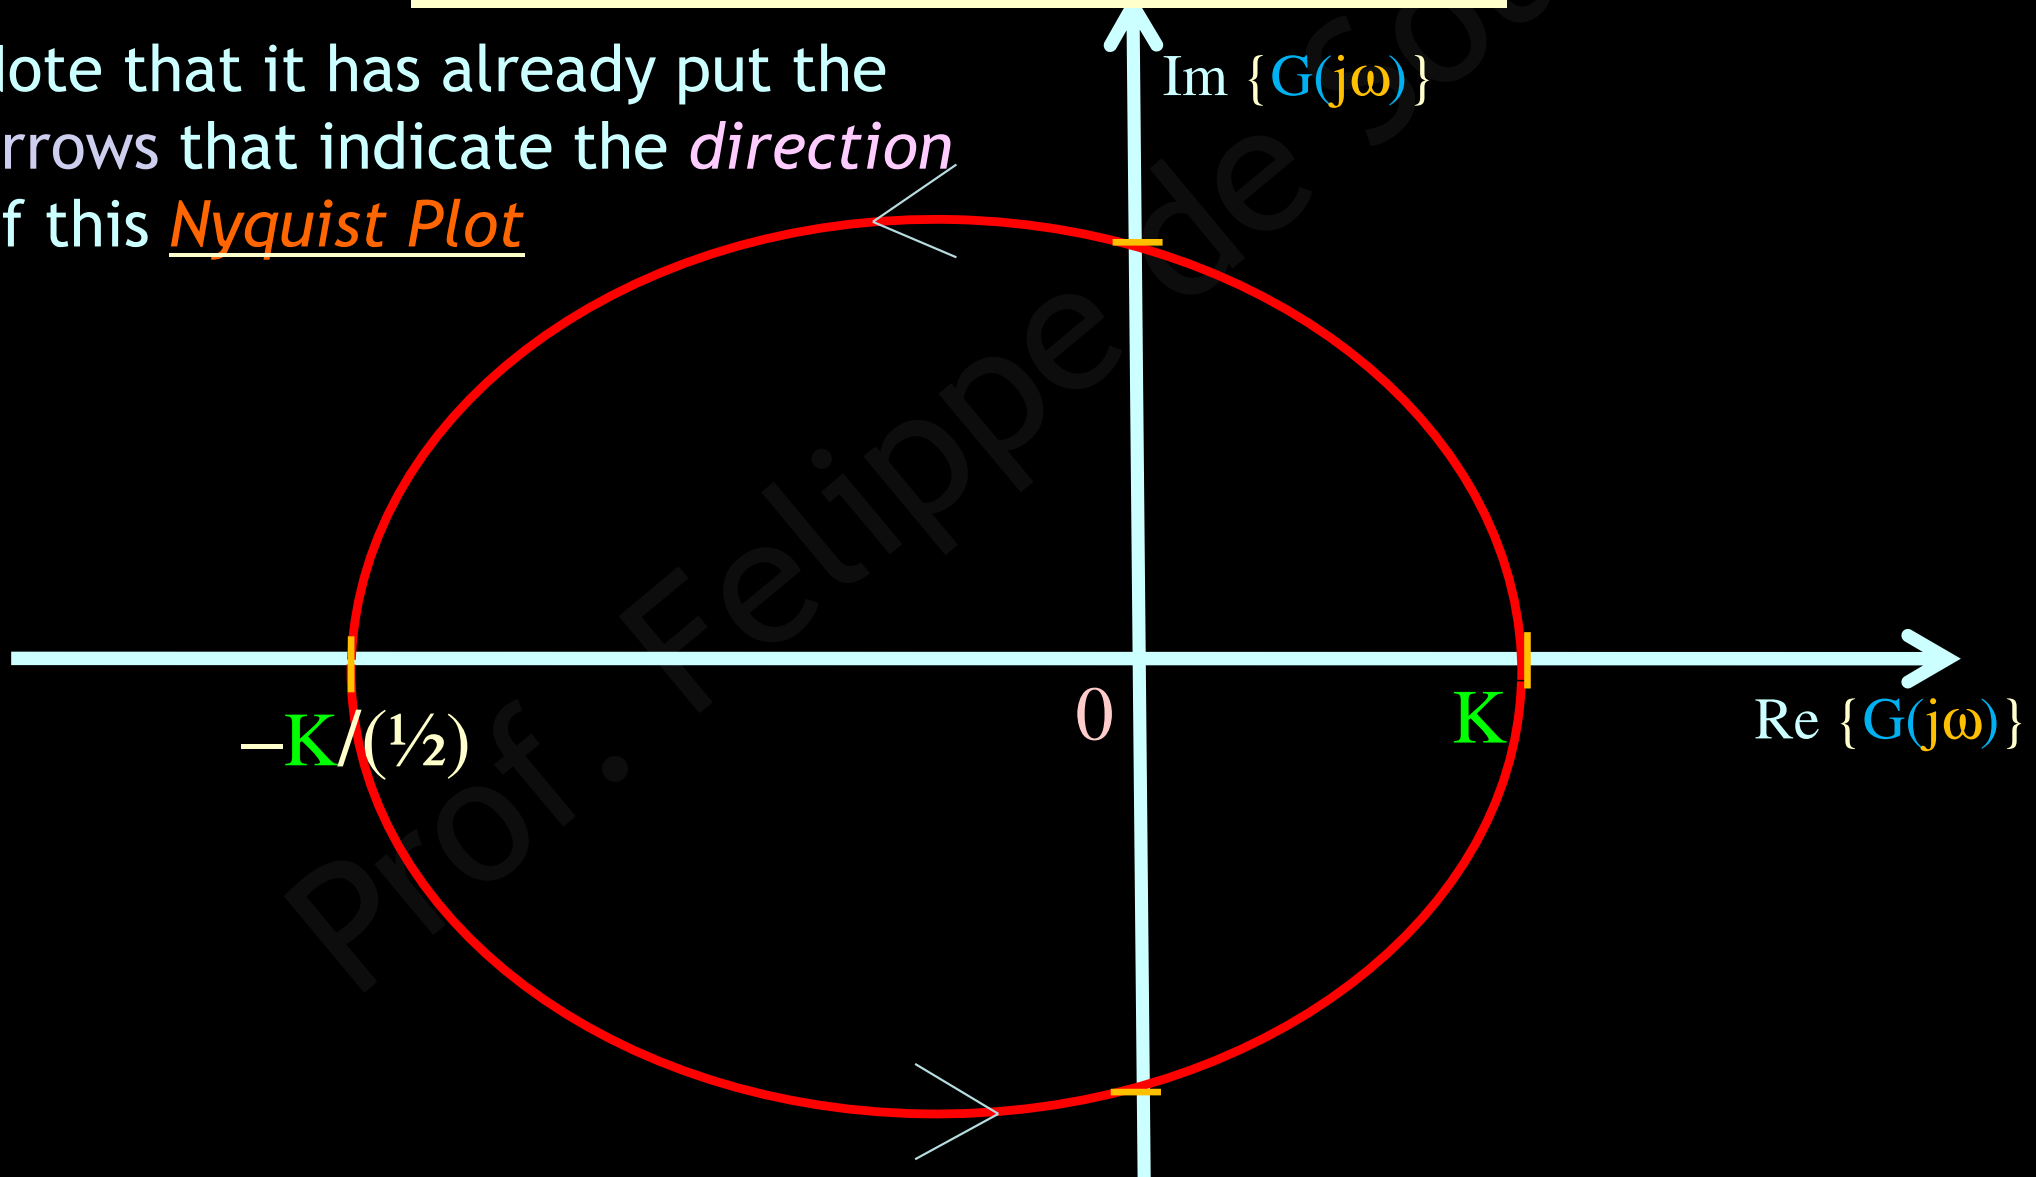 ote that it has already put the
rrows that indicate the direction
f this Nyquist Plot
Im {G(jω)}
0
K
Re {G(jω)}
–K/(½)
Prof. Felippe de Sou